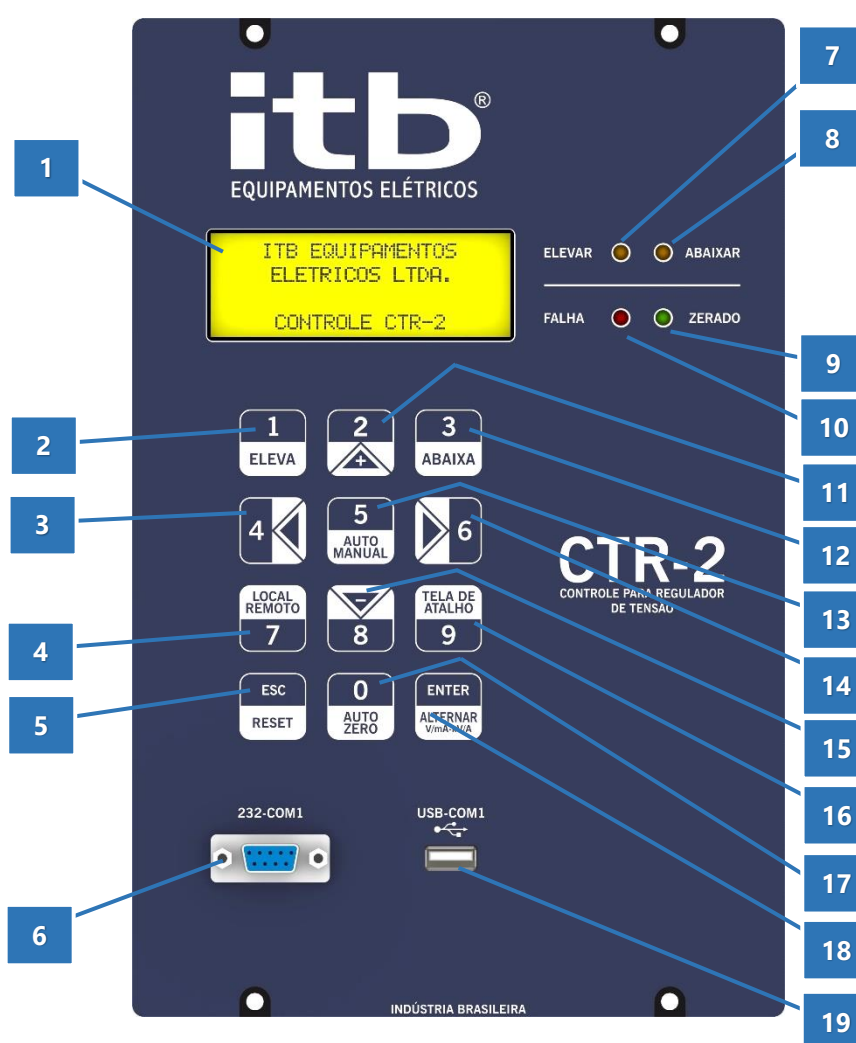 itb®
EQUIPAMENTOS ELÉTRICOS
ITB EQUIPAMENTOS
ELETRICOS LTDA.
CONTROLE CTR-2
ELEVAR
ABAIXAR
FALHA
ZERADO
1
ELEVA
2
+
3
ABAIXA
4
5
AUTO
MANUAL
6
LOCAL
REMOTO
7
-
8
TELA DE
ATALHO
9
ESC
RESET
0
AUTO
ZERO
ENTER
ALTERNAR
V/mA-kV/A
CTR-2
CONTROLE PARA REGULADOR
DE TENSÃO
232-COM1
USB-COM1
INDÚSTRIA BRASILEIRA
1
2
3
4
5
6
7
8
9
10
11
12
13
14
15
16
17
18
19